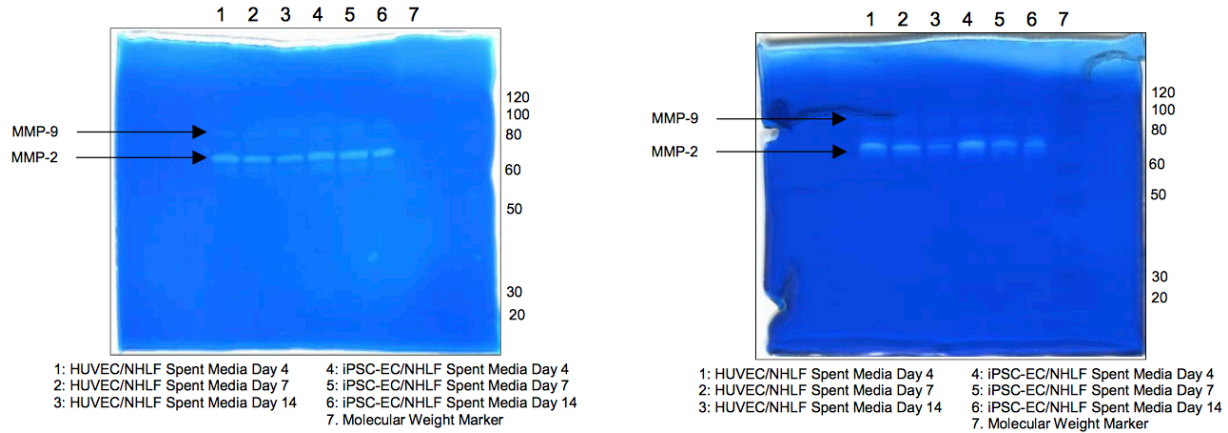 1 2 3 4 5 6 7
120
100
MMP-9
80
MMP-2
60
50
30
20
1: HUVEC/NHLF Spent Media Day 4 4: iPSC-EC/NHLF Spent Media Day 4
2: HUVEC/NHLF Spent Media Day 7 5: iPSC-EC/NHLF Spent Media Day 7
3: HUVEC/NHLF Spent Media Day 14 6: iPSC-EC/NHLF Spent Media Day 14
7. Molecular Weight Marker
1 2 3 4 5 6 7
120
100
MMP-9
80
MMP-2
60
50
30
20
1: HUVEC/NHLF Spent Media Day 4 4: iPSC-EC/NHLF Spent Media Day 4
2: HUVEC/NHLF Spent Media Day 7 5: iPSC-EC/NHLF Spent Media Day 7
3: HUVEC/NHLF Spent Media Day 14 6: iPSC-EC/NHLF Spent Media Day 14
7. Molecular Weight Marker